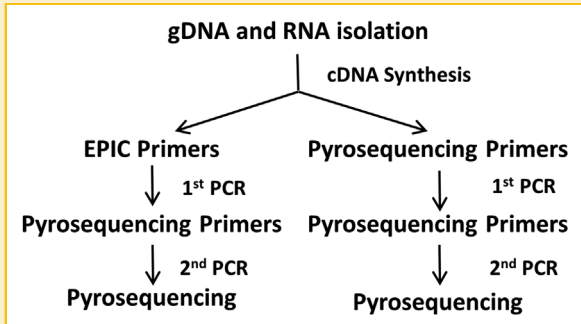 gDNA and RNA isolation
cDNA Synthesis
EPIC Primers Pyrosequencing Primers
1st PCR 1st PCR
Pyrosequencing Primers Pyrosequencing Primers
2nd PCR 2nd PCR
Pyrosequencing Pyrosequencing